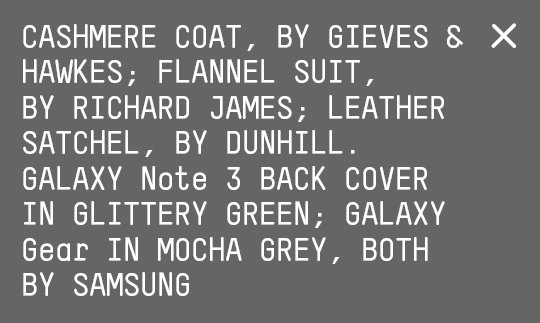 CASHMERE COAT, BY GIEVES &
HAWKES; FLANNEL SUIT,
BY RICHARD JAMES; LEATHER
SATCHEL, BY DUNHILL.
GALAXY Note 3 BACK COVER
IN GLITTERY GREEN; GALAXY
Gear IN MOCHA GREY, BOTH
BY SAMSUNG